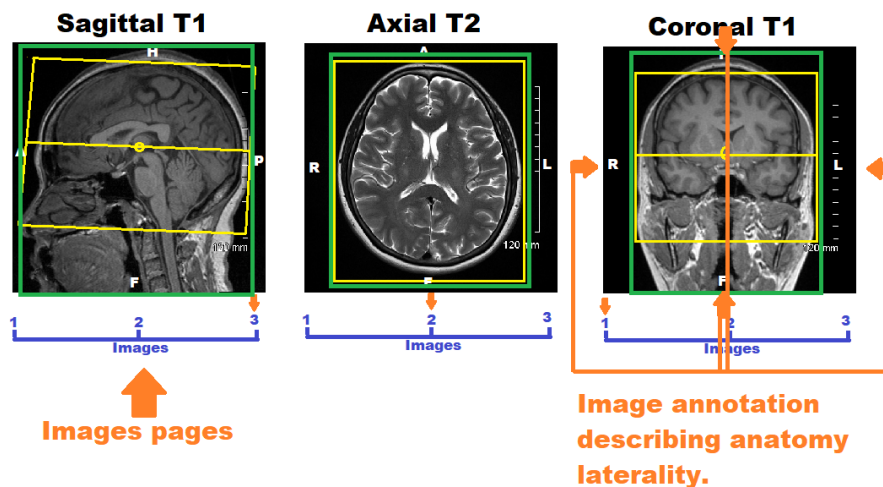 Sagittal T1
Axial T2
Coronal T1
H
A
A
P
R
L
R
L
120 mm
120 mm
F
F
F
1
2
3
1
2
3
1
2
3
Images
Images
Images
Images pages
Image annotation
describing anatomy
laterality.